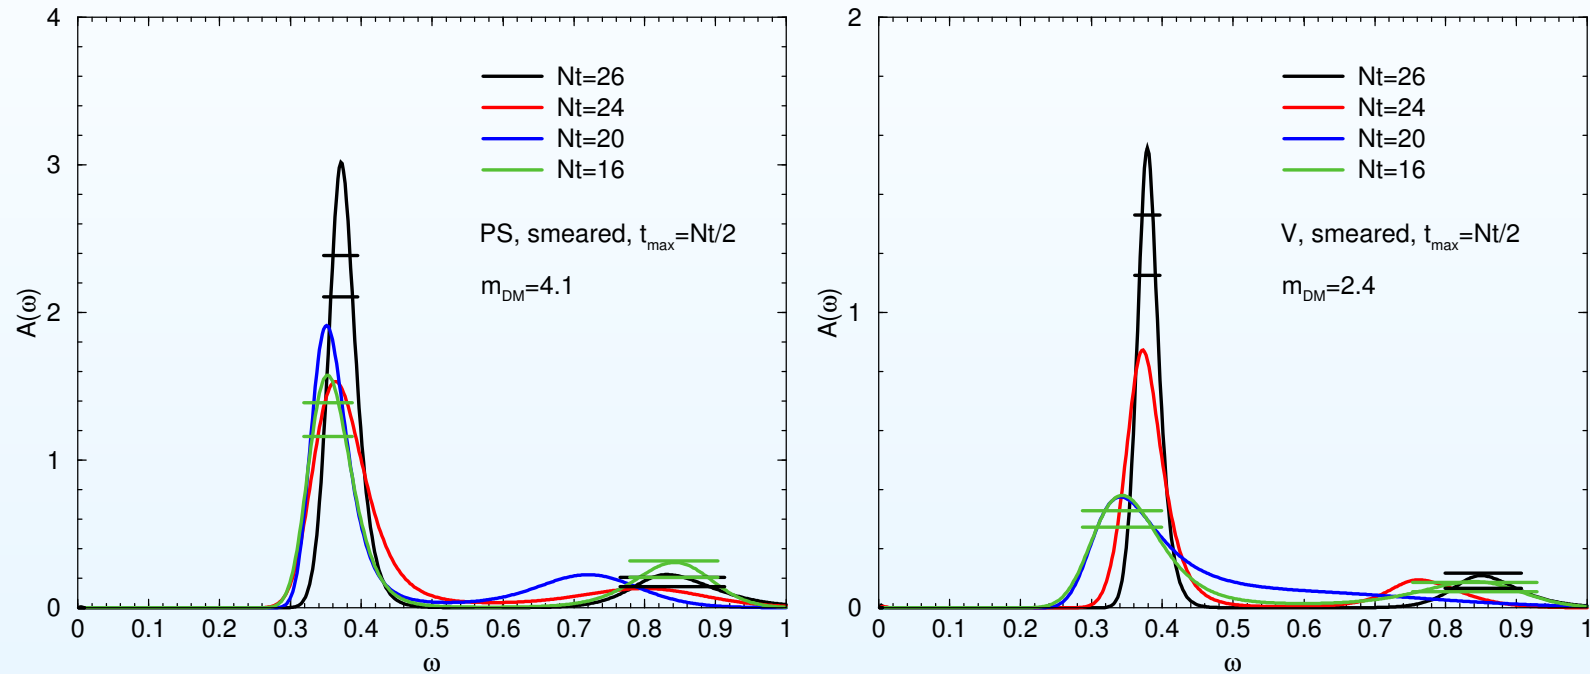 4
3
2
1
0
A(ω)
Nt=26
Nt=24
Nt=20
Nt=16
PS, smeared, tmax=Nt/2
mDM=4.1
0 0.1 0.2 0.3 0.4 0.5 0.6 0.7 0.8 0.9 1
ω
2
1
0
A(ω)
Nt=26
Nt=24
Nt=20
Nt=16
V, smeared, tmax=Nt/2
mDM=2.4
0 0.1 0.2 0.3 0.4 0.5 0.6 0.7 0.8 0.9 1
ω